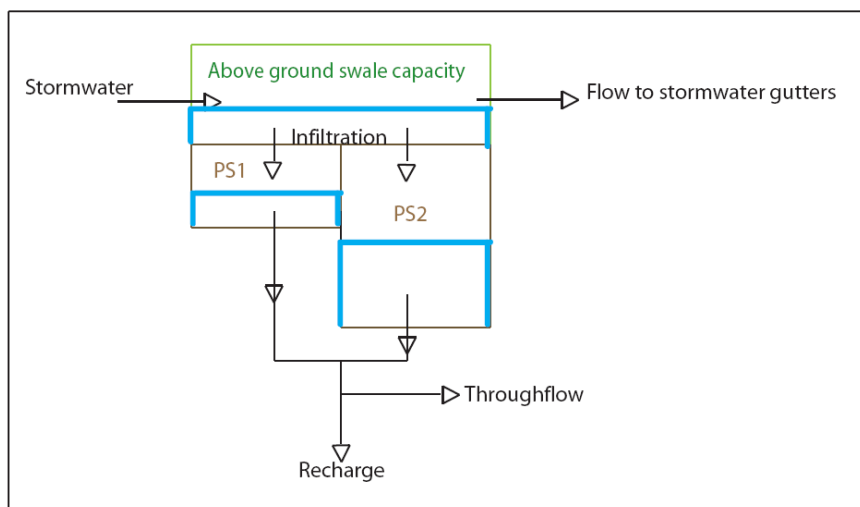 Above ground swale capacity
Stormwater
Flow to stormwater gutters
Infiltration
PS1
PS2
Throughflow
Recharge